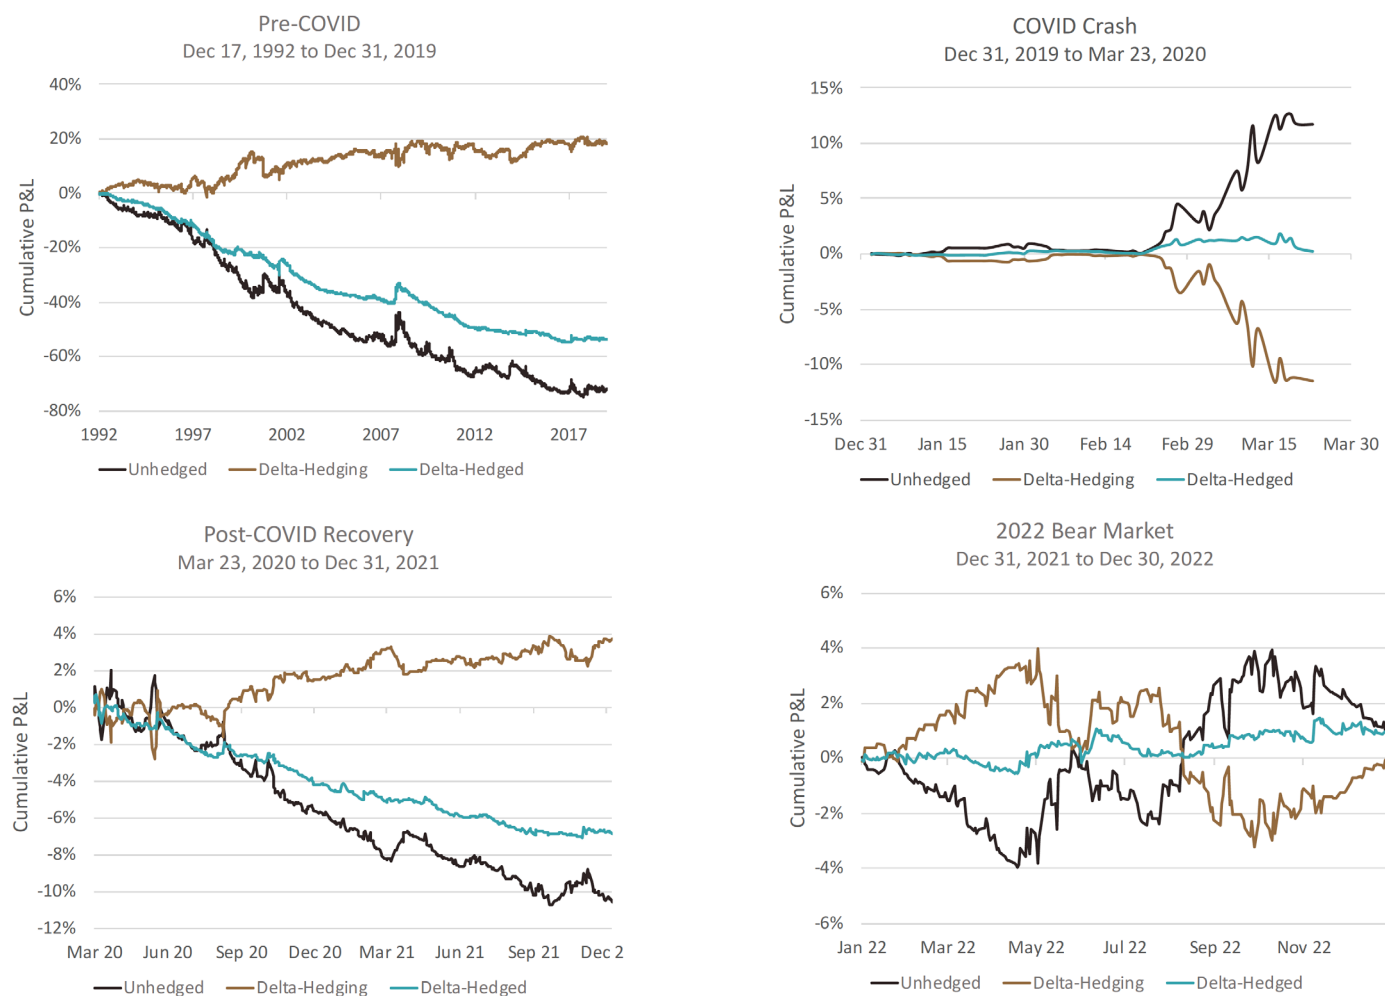 Pre-COVID
Dec 17, 1992 to Dec 31, 2019
Cumulative P&L
40%
20%
0%
-20%
-40%
-60%
-80%
1992 1997 2002 2007 2012 2017
Unhedged Delta-Hedging Delta-Hedged
COVID Crash
Dec 31, 2019 to Mar 23, 2020
Cumulative P&L
15%
10%
5%
0%
-5%
-10%
-15%
Dec 31 Jan 15 Jan 30 Feb 14 Feb 29 Mar 15 Mar 30
Unhedged Delta-Hedging Delta-Hedged
Post-COVID Recovery
Mar 23, 2020 to Dec 31, 2021
Cumulative P&L
6%
4%
2%
0%
-2%
-4%
-6%
-8%
-10%
-12%
Mar 20 Jun 20 Sep 20 Dec 20 Mar 21 Jun 21 Sep 21 Dec 2
Unhedged Delta-Hedging Delta-Hedged
2022 Bear Market
Dec 31, 2021 to Dec 30, 2022
Cumulative P&L
6%
4%
2%
0%
-2%
-4%
-6%
Jan 22 Mar 22 May 22 Jul 22 Sep 22 Nov 22
Unhedged Delta-Hedging Delta-Hedged